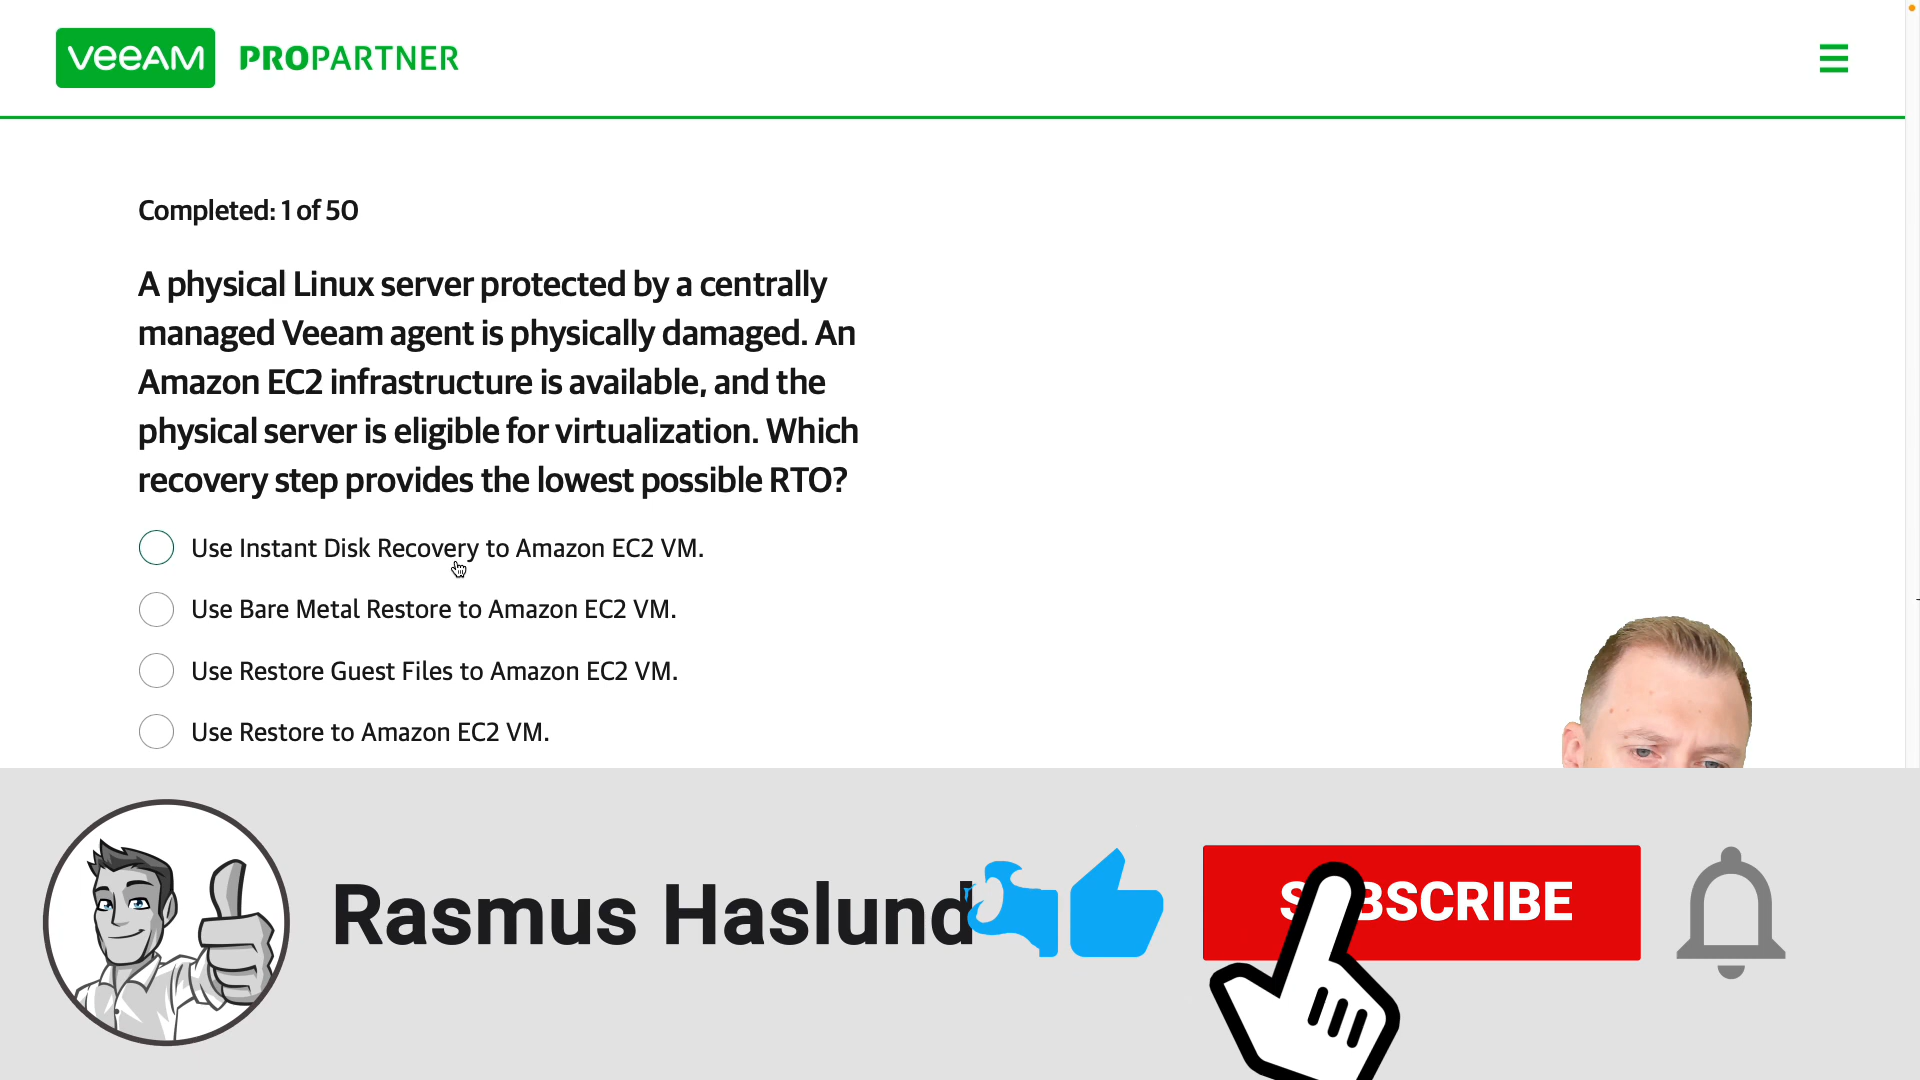 VEEAM PROPARTNER
Completed: 1 of 50
A physical Linux server protected by a centrally
managed Veeam agent is physically damaged. An
Amazon EC2 infrastructure is available, and the
physical server is eligible for virtualization. Which
recovery step provides the lowest possible RTO?
Use Instant Disk Recovery to Amazon EC2 VM.
Use Bare Metal Restore to Amazon EC2 VM.
Use Restore Guest Files to Amazon EC2 VM.
Use Restore to Amazon EC2 VM.
Rasmus Haslund
SUBSCRIBE